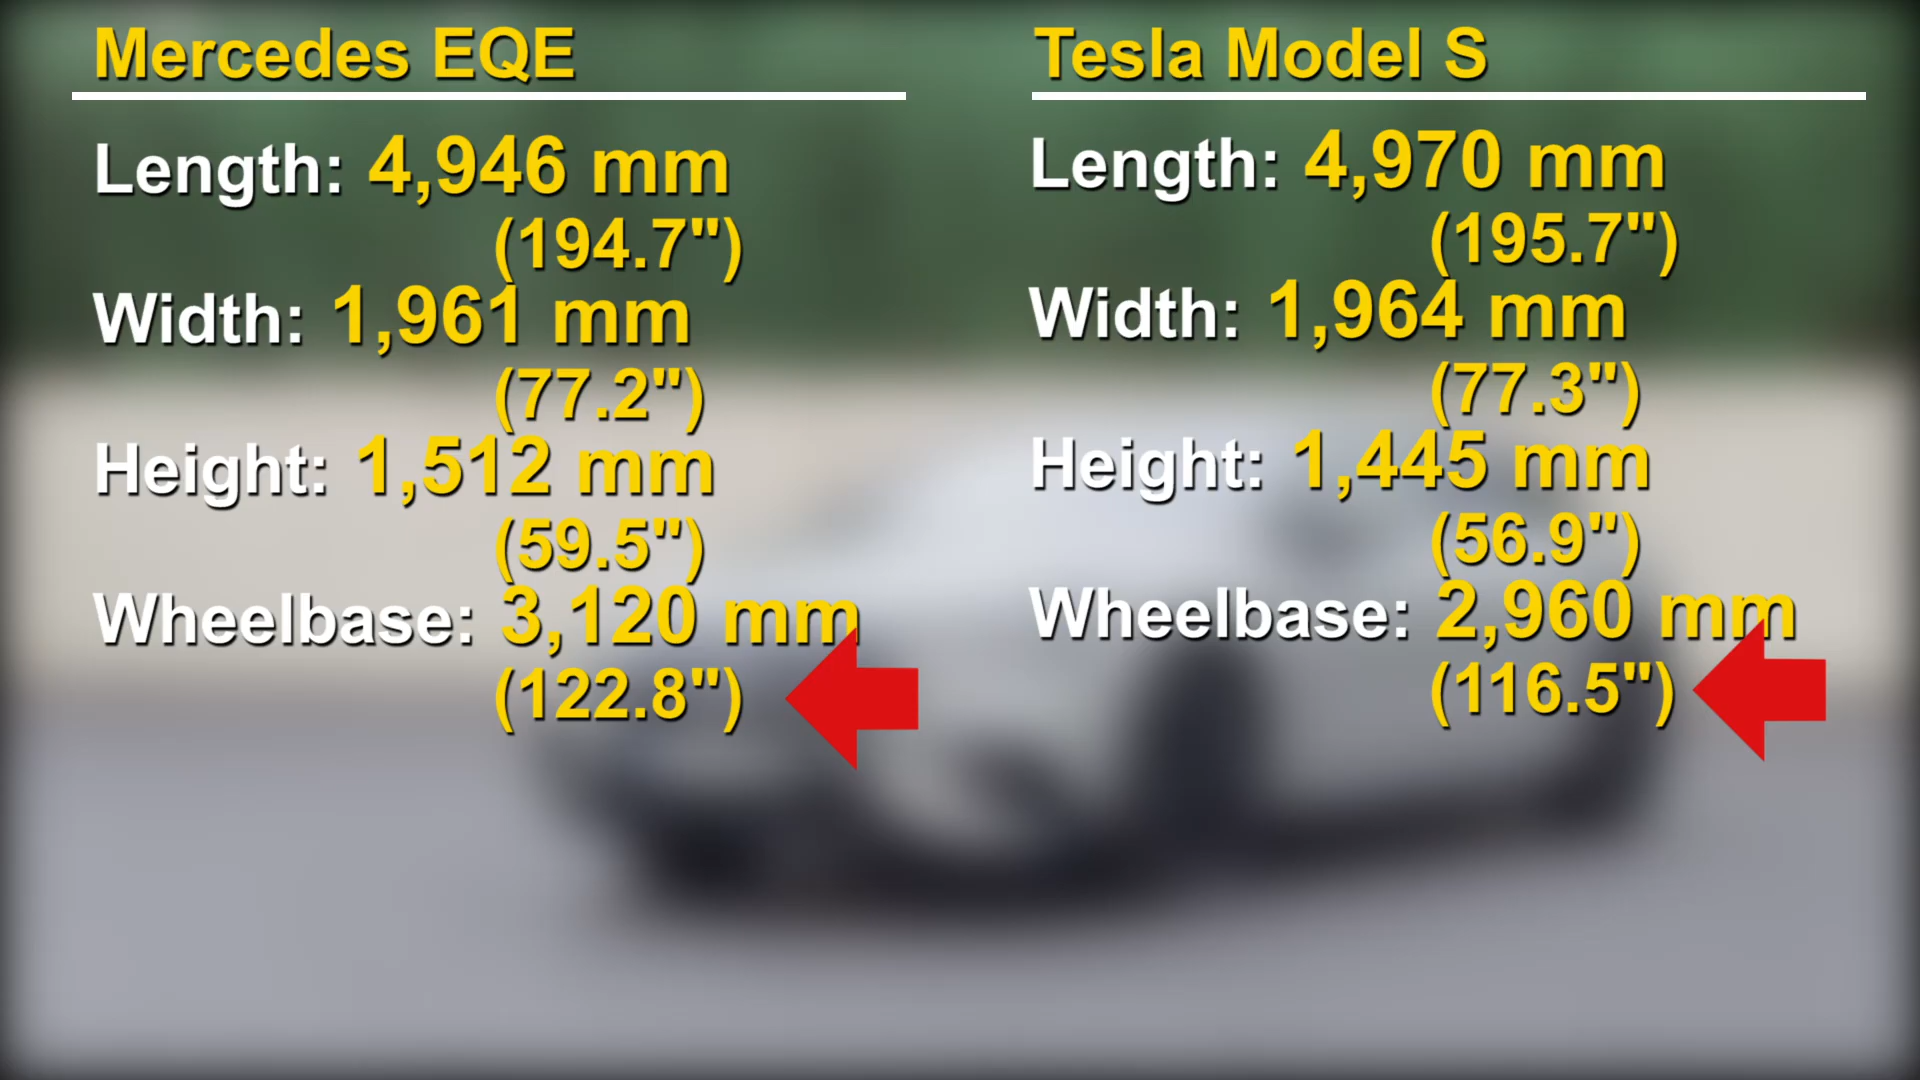 Mercedes EQE
Length: 4,946 mm
(194.7")
Width: 1,961 mm
(77.2")
Height: 1,512 mm
(59.5")
Wheelbase: 3,120 mm
(122.8")
Tesla Model S
Length: 4,970 mm
(195.7")
Width: 1,964 mm
(77.3")
Height: 1,445 mm
(56.9")
Wheelbase: 2,960 mm
(116.5")